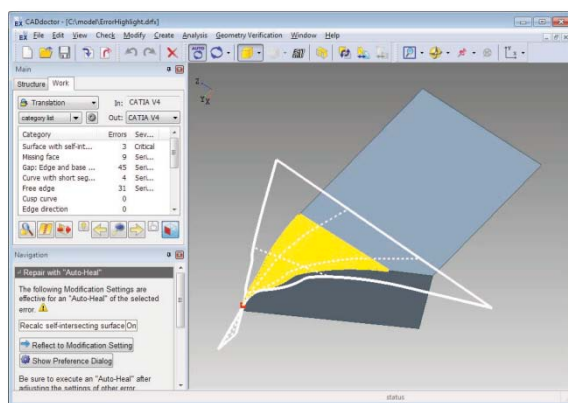 CADdoctor - [C:\model\ErrorHighlight.drfx]
File Edit View Check Modify Create Analysis Geometry Verification Window Help
Main
Structure Work
Translation In: CATIA V4
category list Out: CATIA V4
Category Errors Sev...
Surface with self-int... 3 Critical
Missing face 9 Seri...
Gap: Edge and base ... 45 Seri...
Curve with short seg... 4 Seri...
Free edge 31 Seri...
Cusp curve 0
Edge direction 0
Navigation
Repair with "Auto-Heal"
The following Modification Settings are
effective for an "Auto-Heal" of the selected
error.
Recalc self-intersecting surface On
Reflect to Modification Setting
Show Preference Dialog
Be sure to execute an "Auto-Heal" after
adjusting the settings of other error
Z
Y X
status